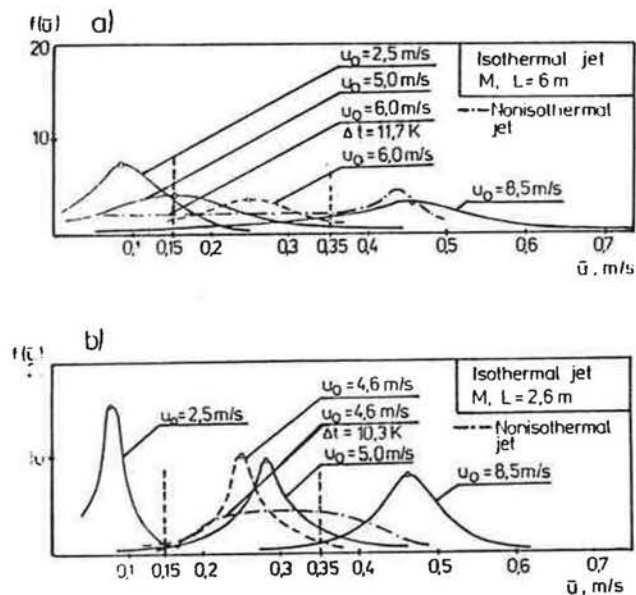 a)
f(ū)
20
10
u₀ = 2,5 m/s
u₀ = 5,0 m/s
u₀ = 6,0 m/s
Δt = 11,7 K
u₀ = 6,0 m/s
u₀ = 8,5 m/s
Isothermal jet
M, L = 6 m
Nonisothermal
jet
0,1 0,15 0,2 0,3 0,35 0,4 0,5 0,6 0,7
ū, m/s
b)
u₀ = 2,5 m/s
u₀ = 4,6 m/s
u₀ = 4,6 m/s
Δt = 10,3 K
u₀ = 5,0 m/s
u₀ = 8,5 m/s
Isothermal jet
M, L = 2,6 m
Nonisothermal
jet
0,1 0,15 0,2 0,3 0,35 0,4 0,5 0,6 0,7
ū, m/s